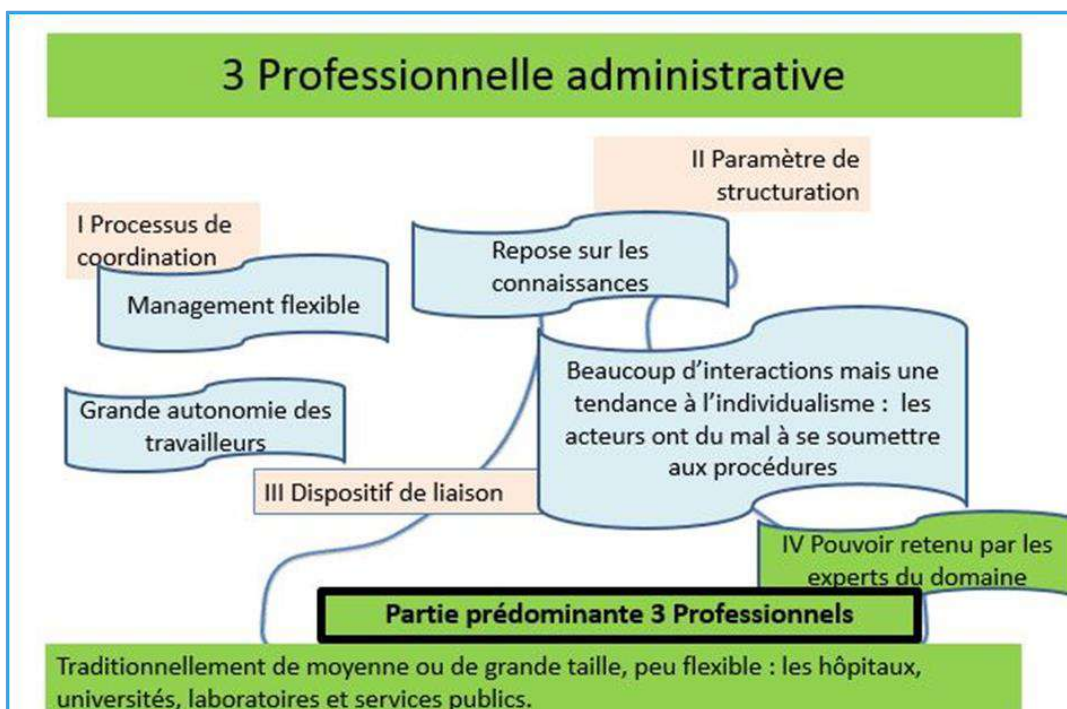 3 Professionnelle administrative
II Paramètre de
structuration
I Processus de
coordination
Repose sur les
connaissances
Management flexible
Beaucoup d'interactions mais une
tendance à l'individualisme : les
acteurs ont du mal à se soumettre
aux procédures
Grande autonomie des
travailleurs
III Dispositif de liaison
IV Pouvoir retenu par les
experts du domaine
Partie prédominante 3 Professionnels
Traditionnellement de moyenne ou de grande taille, peu flexible : les hôpitaux,
universités, laboratoires et services publics.